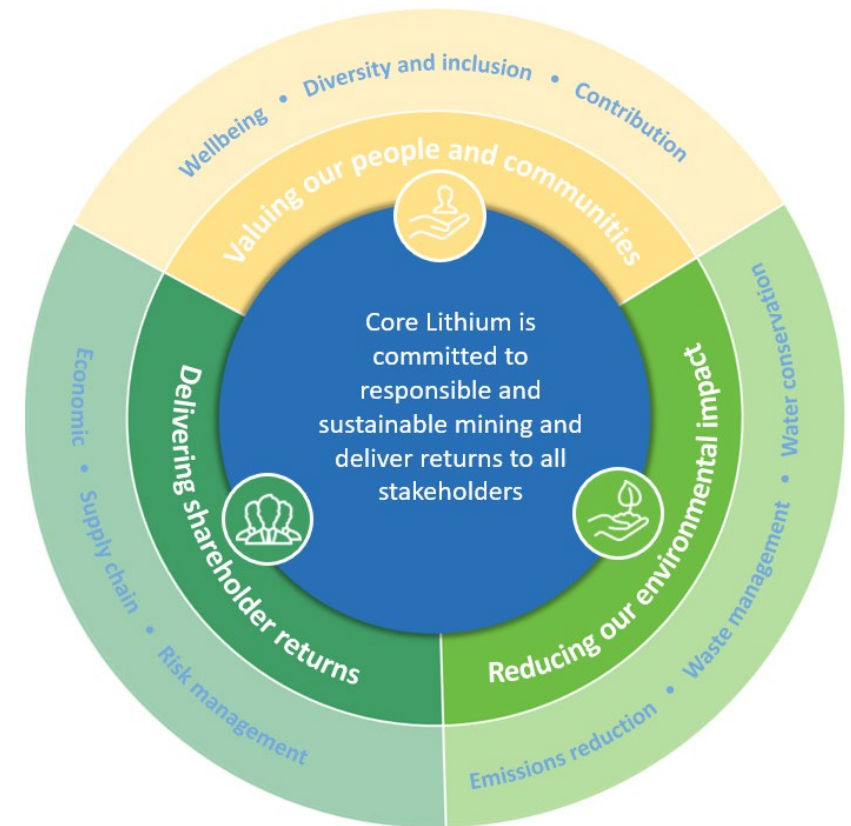 Wellbeing • Diversity and inclusion • Contribution
Valuing our people and communities
Core Lithium is
committed to
responsible and
sustainable mining and
deliver returns to all
stakeholders
Delivering shareholder returns
Economic • Supply chain • Risk management
Reducing our environmental impact
Emissions reduction • Waste management • Water conservation